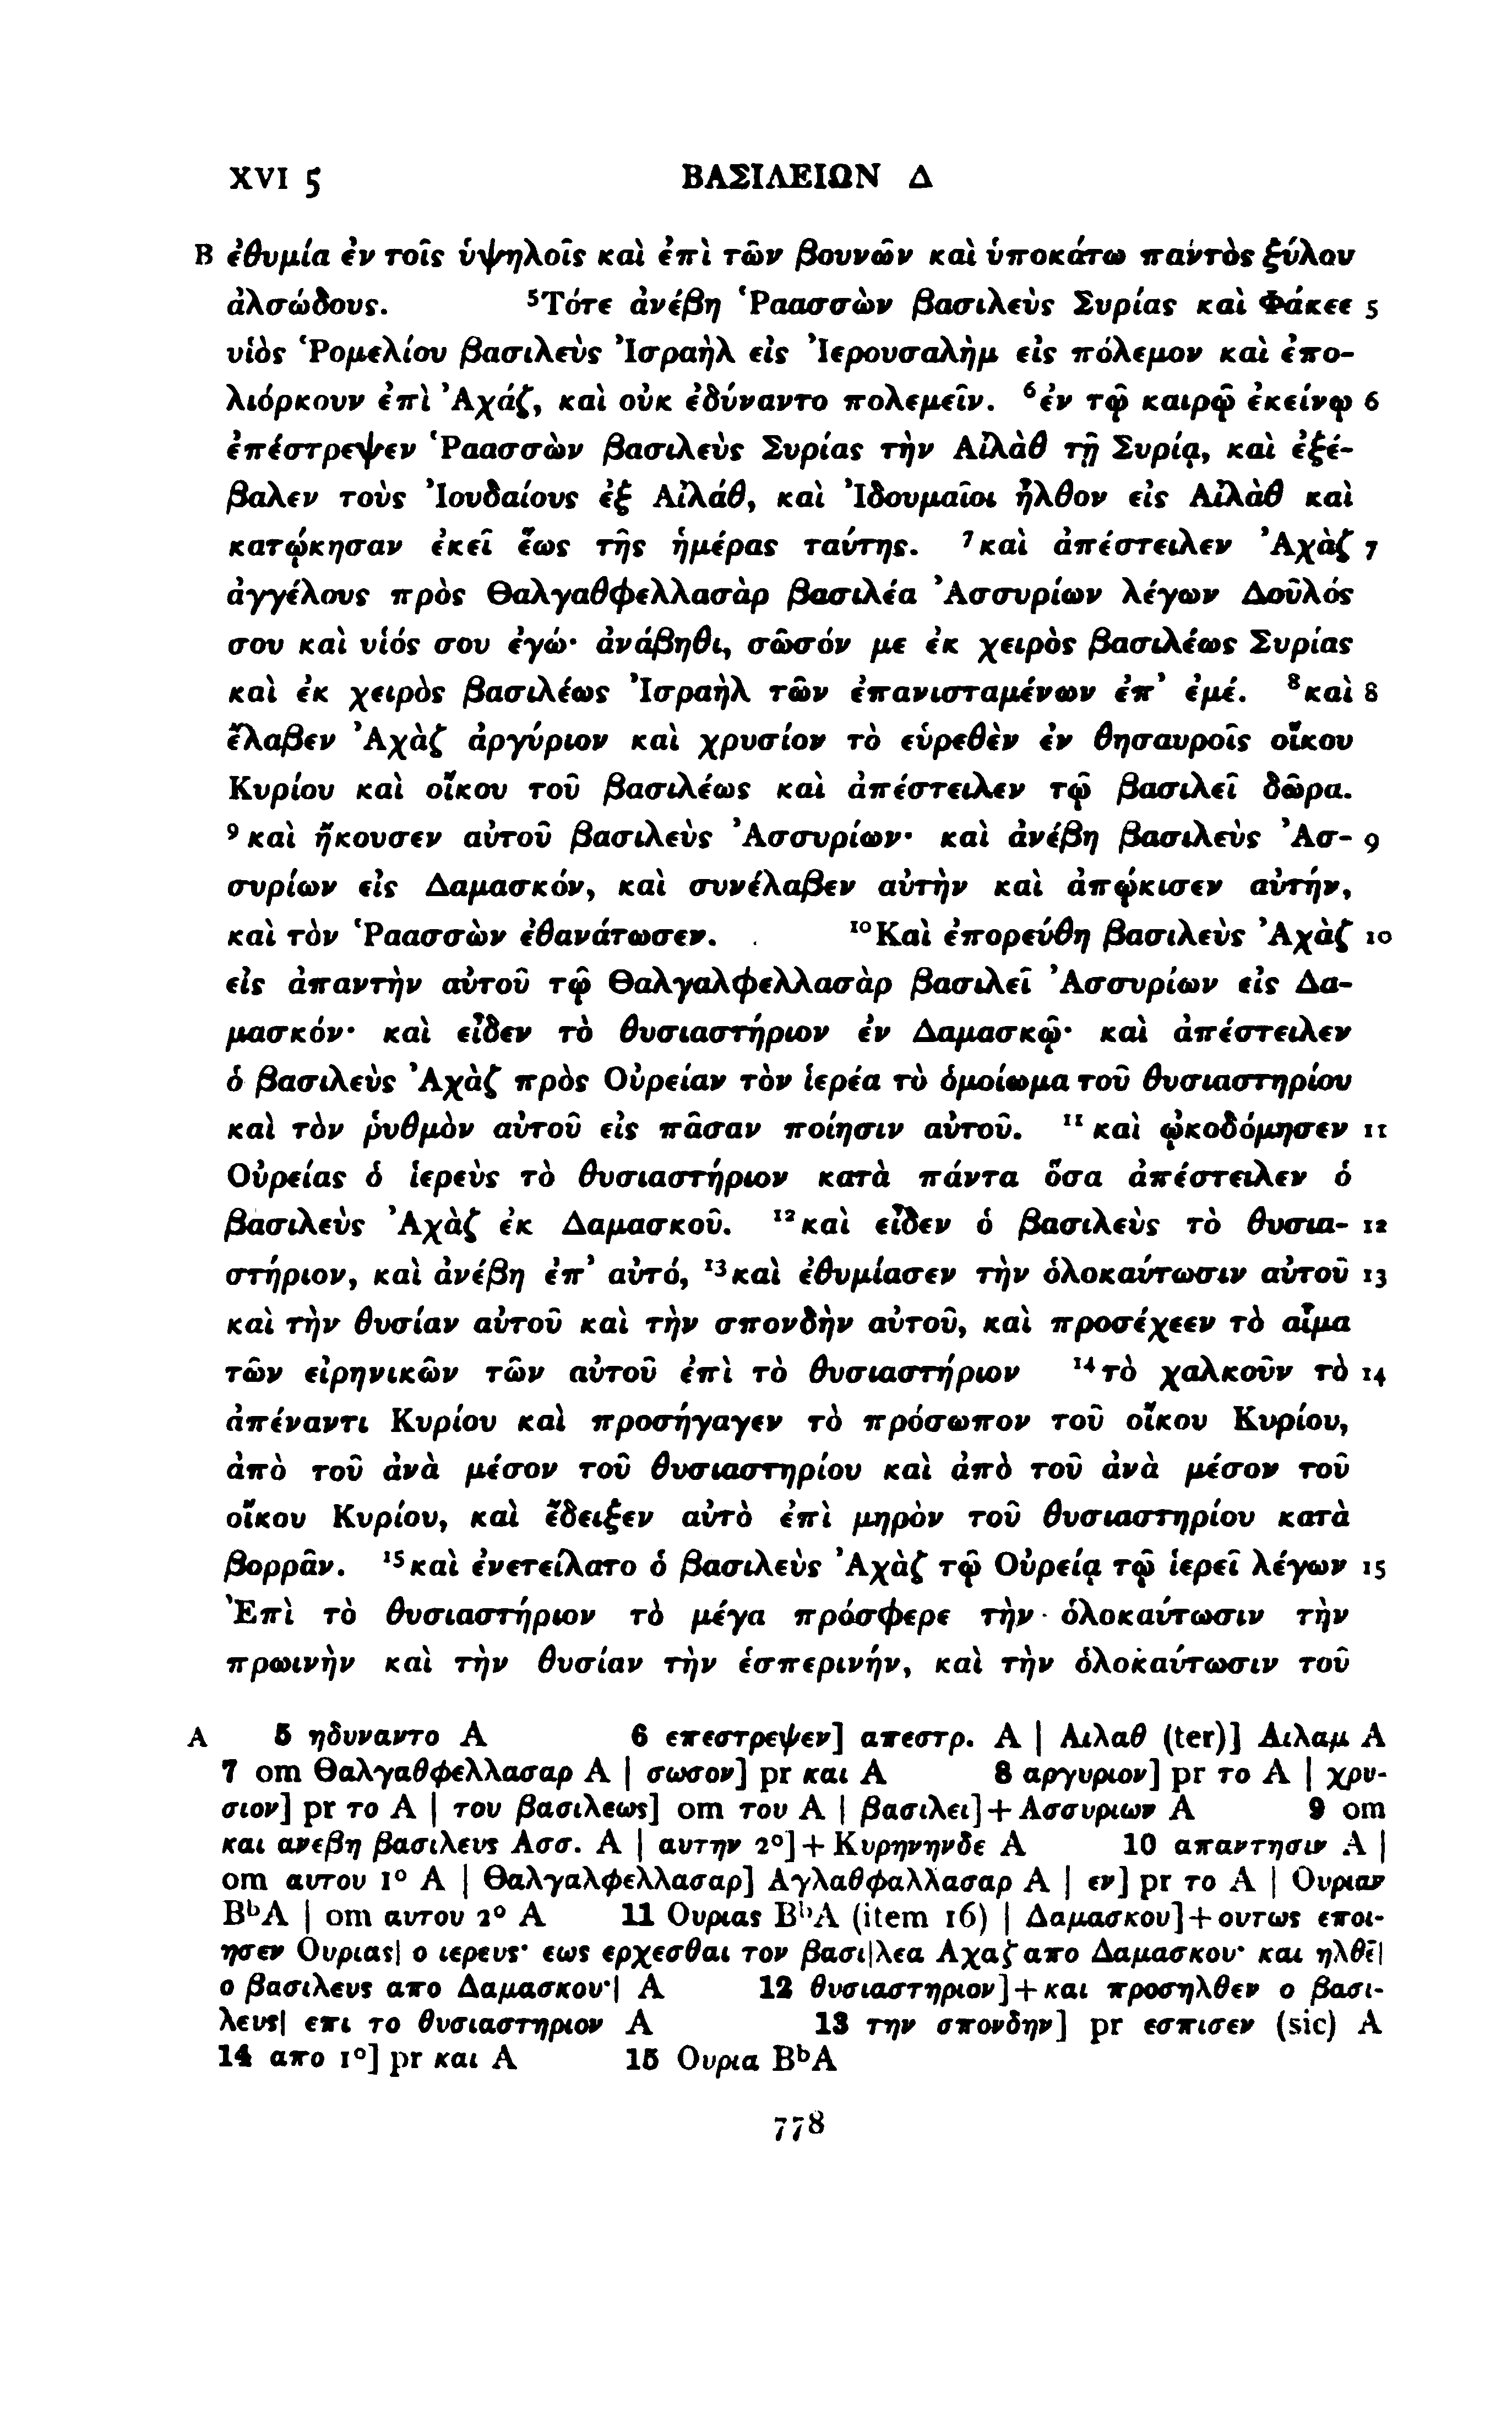 XVI 5 ΒΑΣΙΛΕΙΩΝ Δ
B ἐθυμία ἐν τοῖς ὑψηλοῖς καὶ ἐπὶ τῶν βουνῶν καὶ ὑποκάτω παντὸς ξύλου
ἀλσώδους. ⁵Τότε ἀνέβη Ῥαασσὼν βασιλεὺς Συρίας καὶ Φάκεε 5
υἱὸς Ῥομελίου βασιλεὺς Ἰσραὴλ εἰς Ἰερουσαλὴμ εἰς πόλεμον καὶ ἐπο-
λιόρκουν ἐπὶ Ἀχάζ, καὶ οὐκ ἐδύναντο πολεμεῖν. ⁶ἐν τῷ καιρῷ ἐκείνῳ 6
ἐπέστρεψεν Ῥαασσὼν βασιλεὺς Συρίας τὴν Αἰλὰθ τῇ Συρίᾳ, καὶ ἐξέ-
βαλεν τοὺς Ἰουδαίους ἐξ Αἰλάθ, καὶ Ἰδουμαῖοι ἦλθον εἰς Αἰλὰθ καὶ
κατῴκησαν ἐκεῖ ἕως τῆς ἡμέρας ταύτης. ⁷καὶ ἀπέστειλεν Ἀχὰζ 7
ἀγγέλους πρὸς Θαλγαθφελλασὰρ βασιλέα Ἀσσυρίων λέγων Δοῦλός
σου καὶ υἱός σου ἐγώ· ἀνάβηθι, σῶσόν με ἐκ χειρὸς βασιλέως Συρίας
καὶ ἐκ χειρὸς βασιλέως Ἰσραὴλ τῶν ἐπανισταμένων ἐπ’ ἐμέ. ⁸καὶ 8
ἔλαβεν Ἀχὰζ ἀργύριον καὶ χρυσίον τὸ εὑρεθὲν ἐν θησαυροῖς οἴκου
Κυρίου καὶ οἴκου τοῦ βασιλέως καὶ ἀπέστειλεν τῷ βασιλεῖ δῶρα.
⁹καὶ ἤκουσεν αὐτοῦ βασιλεὺς Ἀσσυρίων· καὶ ἀνέβη βασιλεὺς Ἀσ- 9
συρίων εἰς Δαμασκόν, καὶ συνέλαβεν αὐτὴν καὶ ἀπῴκισεν αὐτήν,
καὶ τὸν Ῥαασσὼν ἐθανάτωσεν. ¹⁰Καὶ ἐπορεύθη βασιλεὺς Ἀχὰζ 10
εἰς ἀπαντὴν αὐτοῦ τῷ Θαλγαλφελλασὰρ βασιλεῖ Ἀσσυρίων εἰς Δα-
μασκόν· καὶ εἶδεν τὸ θυσιαστήριον ἐν Δαμασκῷ· καὶ ἀπέστειλεν
ὁ βασιλεὺς Ἀχὰζ πρὸς Οὐρείαν τὸν ἱερέα τὸ ὁμοίωμα τοῦ θυσιαστηρίου
καὶ τὸν ῥυθμὸν αὐτοῦ εἰς πᾶσαν ποίησιν αὐτοῦ. ¹¹καὶ ᾠκοδόμησεν 11
Οὐρείας ὁ ἱερεὺς τὸ θυσιαστήριον κατὰ πάντα ὅσα ἀπέστειλεν ὁ
βασιλεὺς Ἀχὰζ ἐκ Δαμασκοῦ. ¹²καὶ εἶδεν ὁ βασιλεὺς τὸ θυσια- 12
στήριον, καὶ ἀνέβη ἐπ’ αὐτό, ¹³καὶ ἐθυμίασεν τὴν ὁλοκαύτωσιν αὐτοῦ 13
καὶ τὴν θυσίαν αὐτοῦ καὶ τὴν σπονδὴν αὐτοῦ, καὶ προσέχεεν τὸ αἷμα
τῶν εἰρηνικῶν τῶν αὐτοῦ ἐπὶ τὸ θυσιαστήριον ¹⁴τὸ χαλκοῦν τὸ 14
ἀπέναντι Κυρίου καὶ προσήγαγεν τὸ πρόσωπον τοῦ οἴκου Κυρίου,
ἀπὸ τοῦ ἀνὰ μέσον τοῦ θυσιαστηρίου καὶ ἀπὸ τοῦ ἀνὰ μέσον τοῦ
οἴκου Κυρίου, καὶ ἔδειξεν αὐτὸ ἐπὶ μηρὸν τοῦ θυσιαστηρίου κατὰ
βορρᾶν. ¹⁵καὶ ἐνετείλατο ὁ βασιλεὺς Ἀχὰζ τῷ Οὐρείᾳ τῷ ἱερεῖ λέγων 15
Ἐπὶ τὸ θυσιαστήριον τὸ μέγα πρόσφερε τὴν ὁλοκαύτωσιν τὴν
πρωινὴν καὶ τὴν θυσίαν τὴν ἑσπερινήν, καὶ τὴν ὁλοκαύτωσιν τοῦ
A 5 ηδυναντο A 6 επεστρεψεν] απεστρ. A | Αιλαθ (ter)] Αιλαμ A
7 om Θαλγαθφελλασαρ A | σωσον] pr και A 8 αργυριον] pr το A | χρυ-
σιον] pr το A | του βασιλεως] om του A | βασιλει]+Ασσυριων A 9 om
και ανεβη βασιλευς Ασσ. A | αυτην 2°]+Κυρηνηνδε A 10 απαντησιν A |
om αυτου 1° A | Θαλγαλφελλασαρ] Αγλαθφαλλασαρ A | εν] pr το A | Ουριαν
BᵇA | om αυτου 2° A 11 Ουριας BᵇA (item 16) | Δαμασκου]+ουτως εποι-
ησεν Ουριας| ο ιερευς· εως ερχεσθαι τον βασι|λεα Αχαζ απο Δαμασκου· και ηλθε̄|
ο βασιλευς απο Δαμασκου·| A 12 θυσιαστηριον]+και προσηλθεν ο βασι-
λευς| επι το θυσιαστηριον A 13 την σπονδην] pr εσπισεν (sic) A
14 απο 1°] pr και A 15 Ουρια BᵇA
778